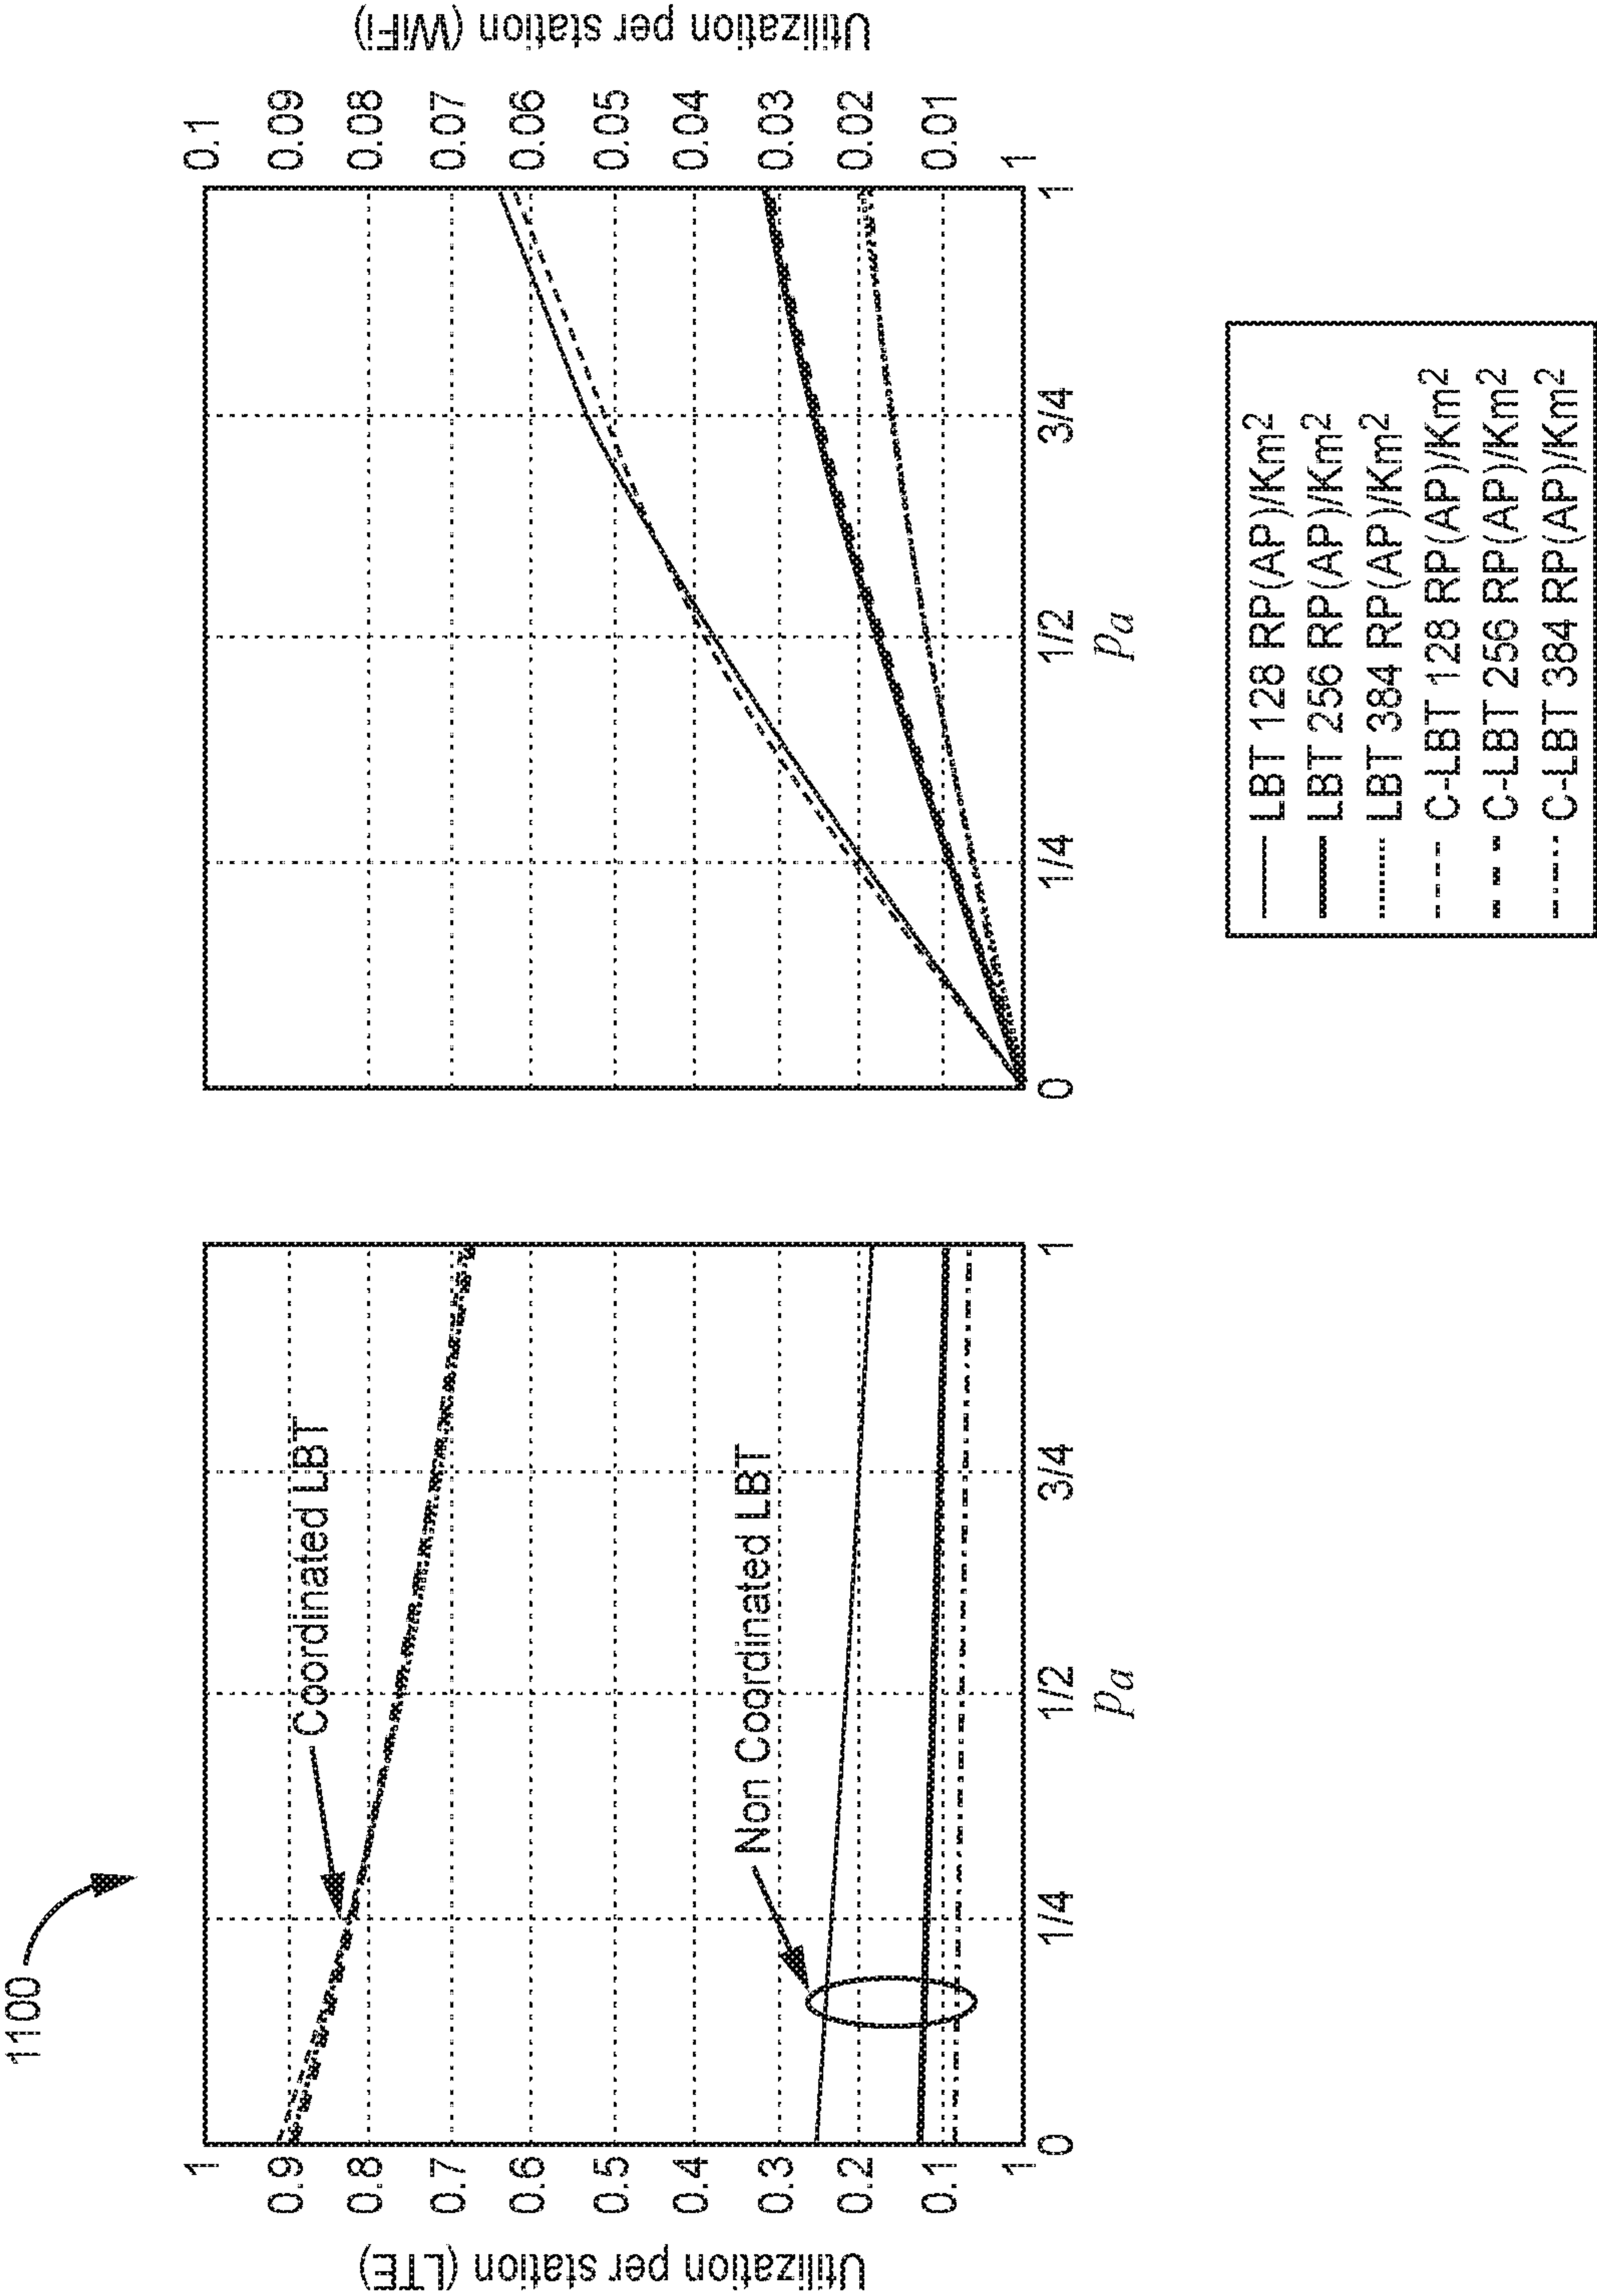 1100
Utilization per station (LTE)
1
0.9
0.8
0.7
0.6
0.5
0.4
0.3
0.2
0.1
1
Coordinated LBT
Non Coordinated LBT
0
1/4
1/2
3/4
1
pa
Utilization per station (WiFi)
0.1
0.09
0.08
0.07
0.06
0.05
0.04
0.03
0.02
0.01
1
0
1/4
1/2
3/4
1
pa
LBT 128 RP(AP)/Km²
LBT 256 RP(AP)/Km²
LBT 384 RP(AP)/Km²
C-LBT 128 RP(AP)/Km²
C-LBT 256 RP(AP)/Km²
C-LBT 384 RP(AP)/Km²